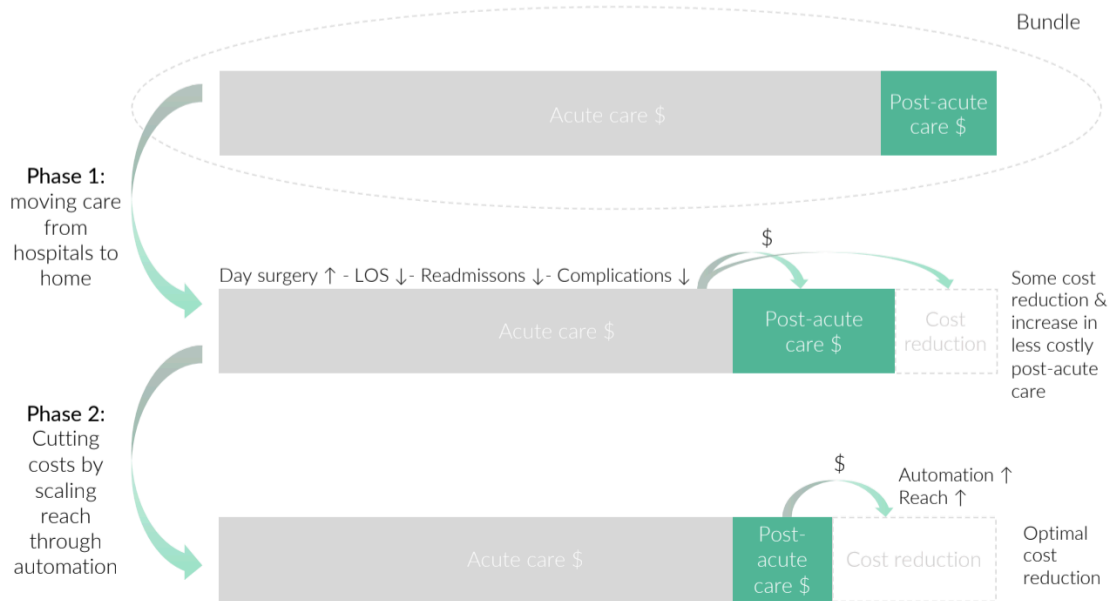 Bundle
Acute care $
Post-acute
care $
Phase 1:
moving care
from
hospitals to
home
$
Day surgery ↑ - LOS ↓- Readmissons ↓- Complications ↓
Acute care $
Post-acute
care $
Cost
reduction
Some cost
reduction &
increase in
less costly
post-acute
care
Phase 2:
Cutting
costs by
scaling
reach
through
automation
$
Automation ↑
Reach ↑
Acute care $
Post-
acute
care $
Cost reduction
Optimal
cost
reduction